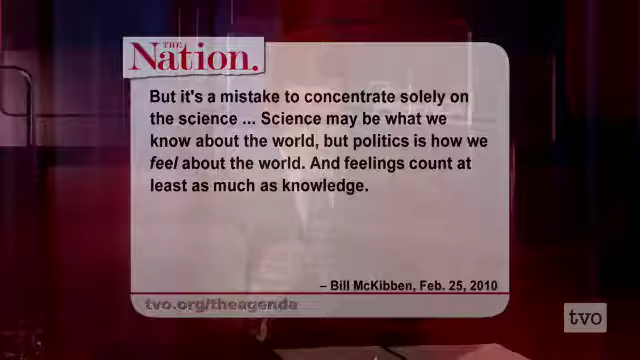 THE
Nation.
But it's a mistake to concentrate solely on
the science ... Science may be what we
know about the world, but politics is how we
feel about the world. And feelings count at
least as much as knowledge.
– Bill McKibben, Feb. 25, 2010
tvo.org/theagenda
tvo